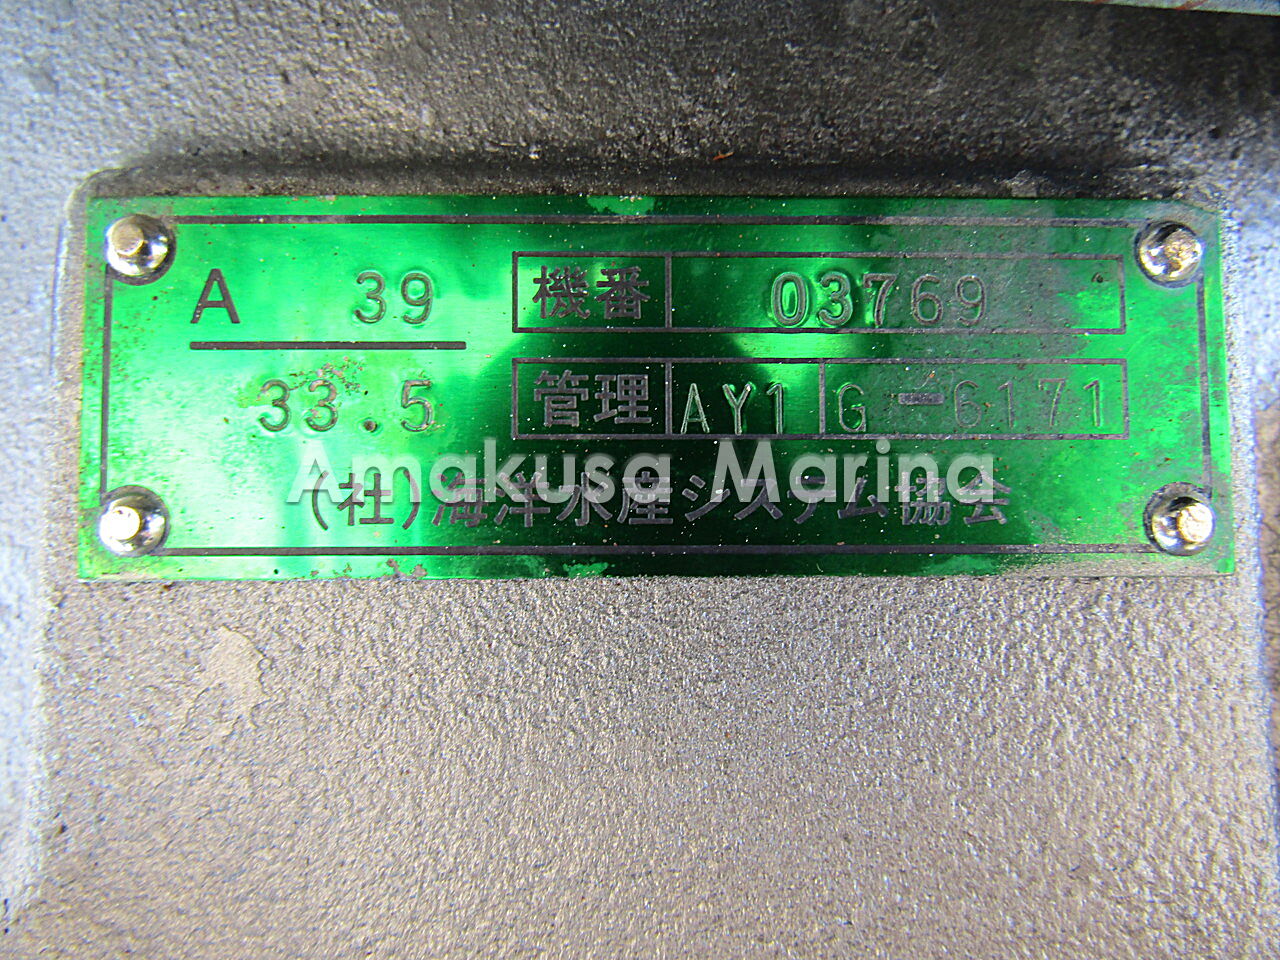 A 39
33.5
機番 03769
管理 AY1 G-6171
(社)海洋水産システム協会
Amakusa Marina